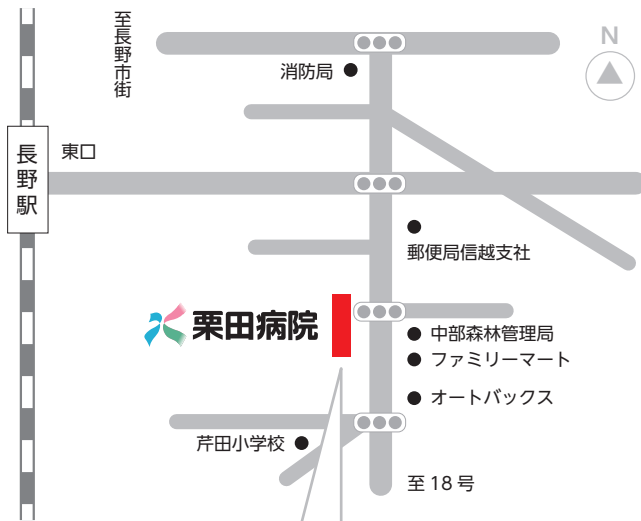 至長野市街
N
消防局
長野駅
東口
郵便局信越支社
栗田病院
中部森林管理局
ファミリーマート
オートバックス
芹田小学校
至18号